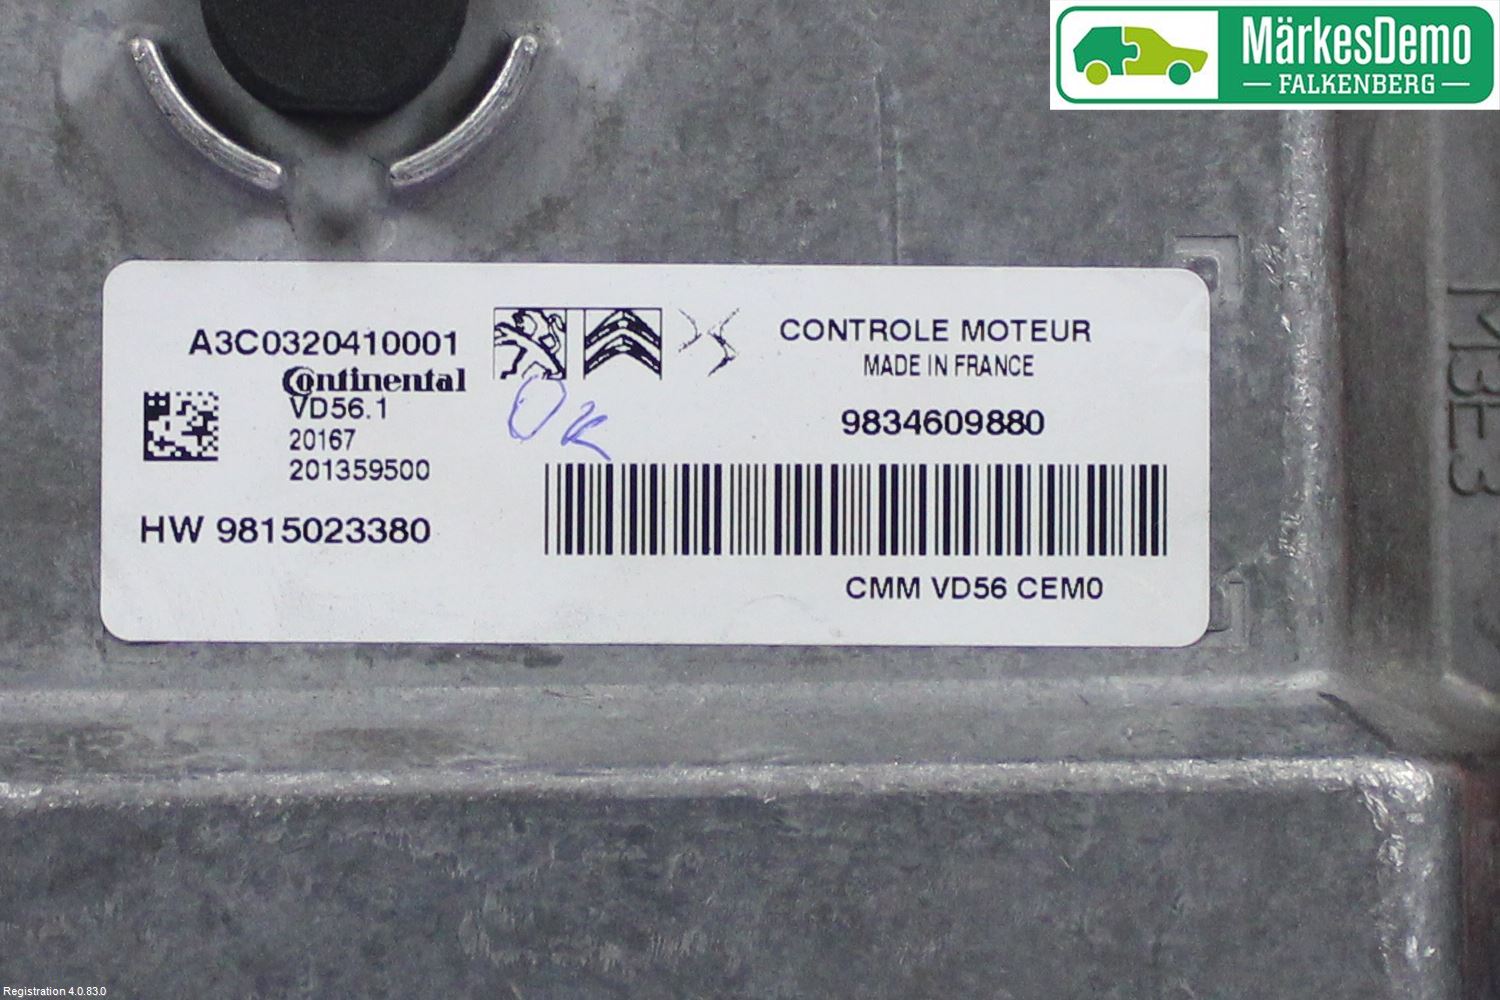 MärkesDemo
FALKENBERG
A3C0320410001
Continental
VD56.1
20167
201359500
HW 9815023380
OK
CONTROLE MOTEUR
MADE IN FRANCE
9834609880
CMM VD56 CEM0
M3E3
Registration 4.0.83.0